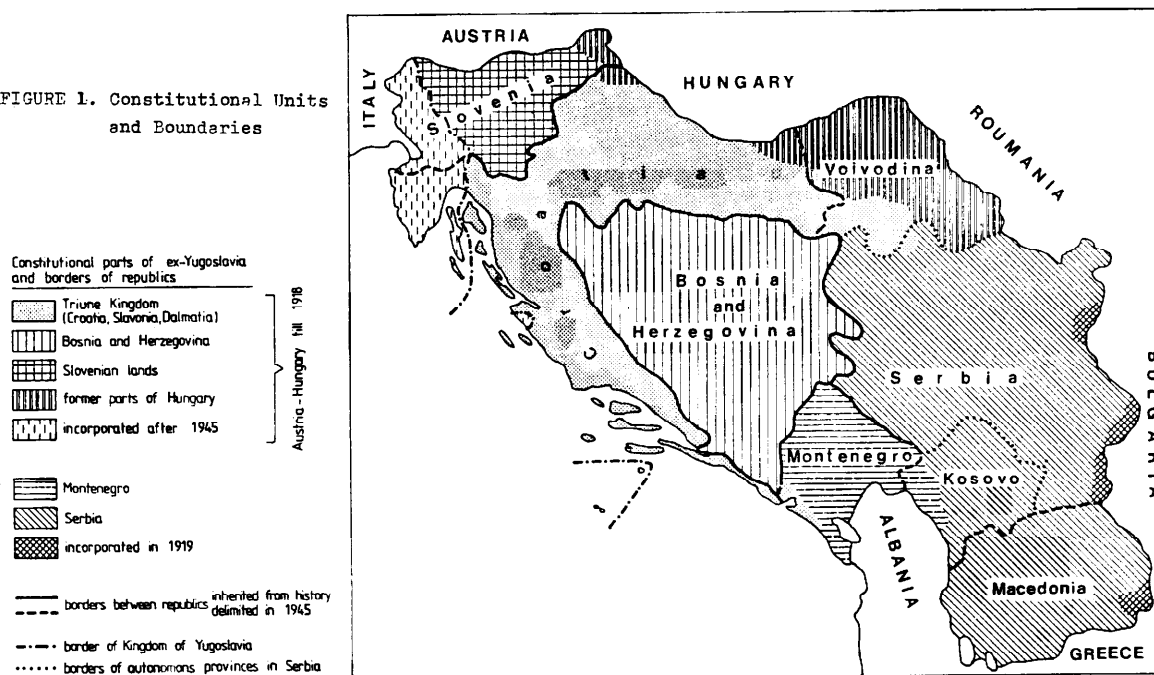 FIGURE 1. Constitutional Units
and Boundaries
Constitutional parts of ex-Yugoslavia
and borders of republics
Triune Kingdom
(Croatia, Slavonia, Dalmatia)
Bosnia and Herzegovina
Slovenian lands
former parts of Hungary
incorporated after 1945
Austria-Hungary till 1918
Montenegro
Serbia
incorporated in 1919
borders between republics inherited from history
delimited in 1945
border of Kingdom of Yugoslavia
borders of autonomans provinces in Serbia
AUSTRIA
ITALY
HUNGARY
ROUMANIA
Slovenia
Croatia
Voivodina
Bosnia
and
Herzegovina
Serbia
BULGARIA
Montenegro
Kosovo
ALBANIA
Macedonia
GREECE